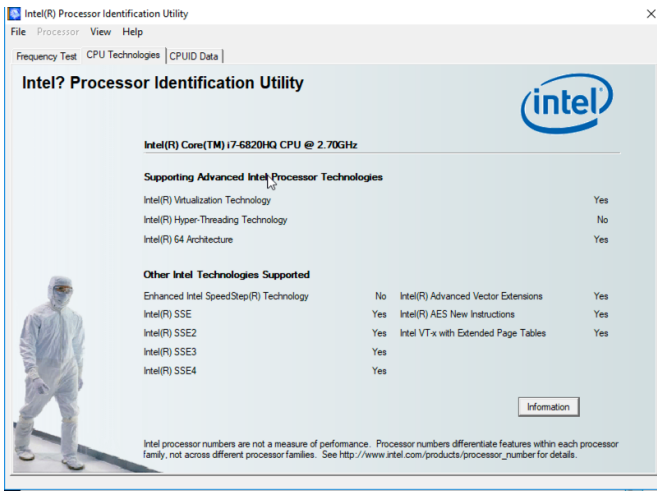 Intel(R) Processor Identification Utility
File Processor View Help
Frequency Test CPU Technologies CPUID Data
Intel? Processor Identification Utility
intel
Intel(R) Core(TM) i7-6820HQ CPU @ 2.70GHz
Supporting Advanced Intel Processor Technologies
Intel(R) Virtualization Technology Yes
Intel(R) Hyper-Threading Technology No
Intel(R) 64 Architecture Yes
Other Intel Technologies Supported
Enhanced Intel SpeedStep(R) Technology No Intel(R) Advanced Vector Extensions Yes
Intel(R) SSE Yes Intel(R) AES New Instructions Yes
Intel(R) SSE2 Yes Intel VT-x with Extended Page Tables Yes
Intel(R) SSE3 Yes
Intel(R) SSE4 Yes
Information
Intel processor numbers are not a measure of performance. Processor numbers differentiate features within each processor
family, not across different processor families. See http://www.intel.com/products/processor_number for details.